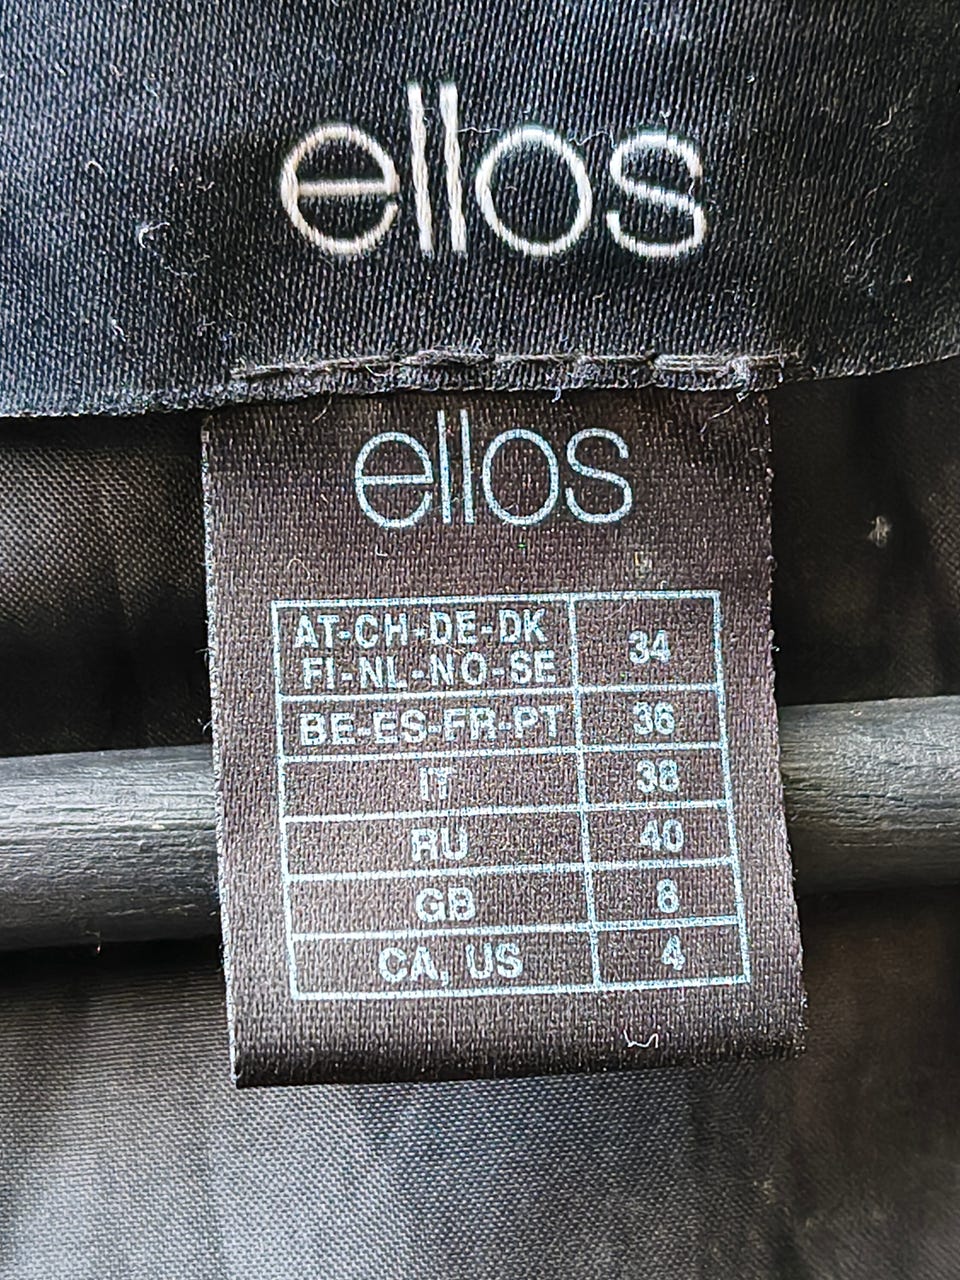 ellos
ellos
AT-CH-DE-DK
FI-NL-NO-SE 34
BE-ES-FR-PT 36
IT 38
RU 40
GB 8
CA, US 4